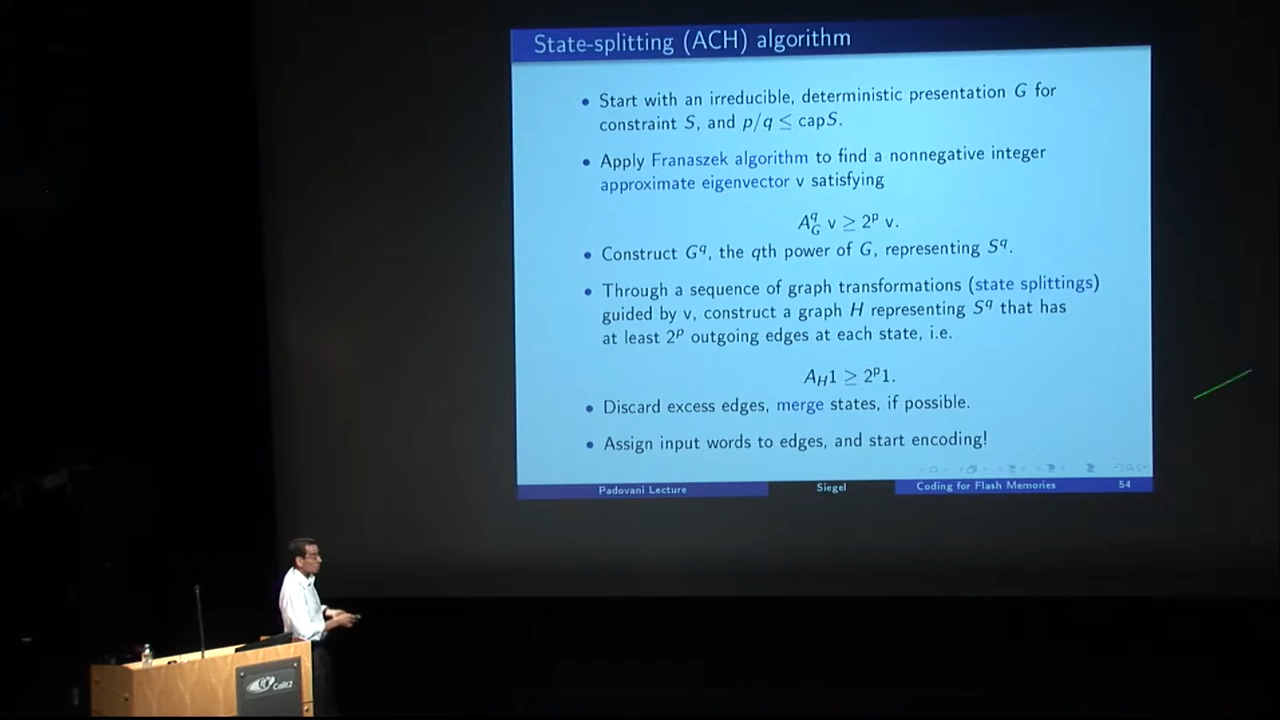 State-splitting (ACH) algorithm
• Start with an irreducible, deterministic presentation G for
constraint S, and p/q ≤ capS.
• Apply Franaszek algorithm to find a nonnegative integer
approximate eigenvector v satisfying
A_G^q v ≥ 2^p v.
• Construct G^q, the qth power of G, representing S^q.
• Through a sequence of graph transformations (state splittings)
guided by v, construct a graph H representing S^q that has
at least 2^p outgoing edges at each state, i.e.
A_H 1 ≥ 2^p 1.
• Discard excess edges, merge states, if possible.
• Assign input words to edges, and start encoding!
Padovani Lecture Siegel Coding for Flash Memories 54
Calit2